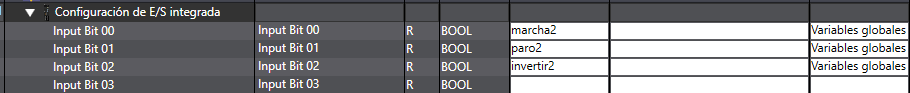 Configuración de E/S integrada
Input Bit 00 Input Bit 00 R BOOL marcha2 Variables globales
Input Bit 01 Input Bit 01 R BOOL paro2 Variables globales
Input Bit 02 Input Bit 02 R BOOL invertir2 Variables globales
Input Bit 03 Input Bit 03 R BOOL